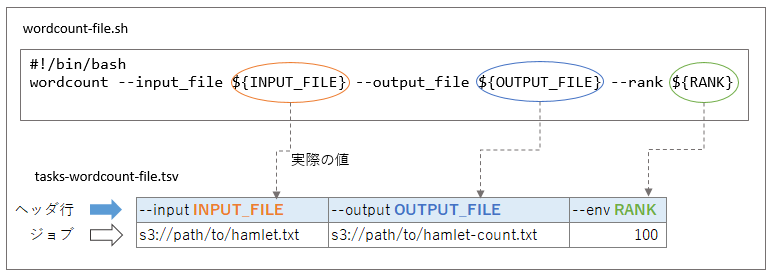 wordcount-file.sh
#!/bin/bash
wordcount --input_file ${INPUT_FILE} --output_file ${OUTPUT_FILE} --rank ${RANK}
実際の値
tasks-wordcount-file.tsv
ヘッダ行 --input INPUT_FILE --output OUTPUT_FILE --env RANK
ジョブ s3://path/to/hamlet.txt s3://path/to/hamlet-count.txt 100